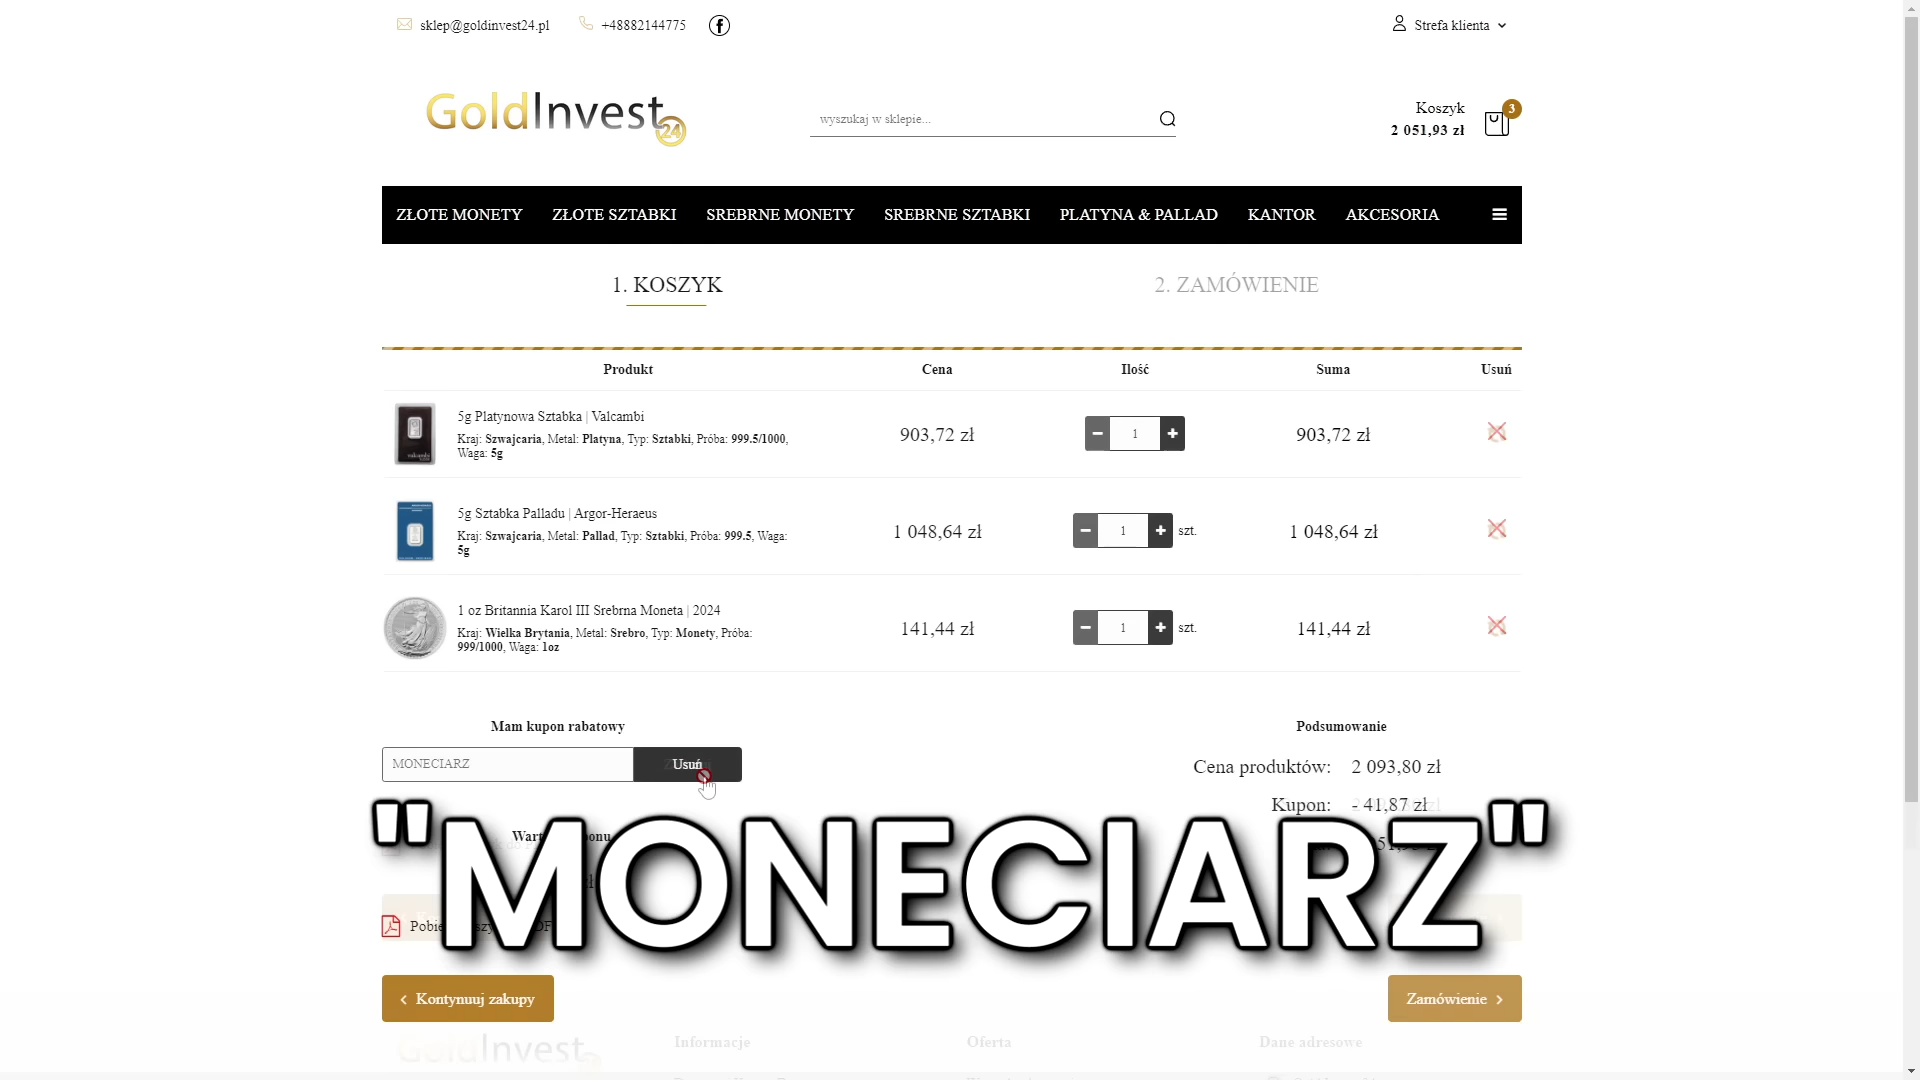 sklep@goldinvest24.pl +48882144775 Strefa klienta
GoldInvest 24
wyszukaj w sklepie...
Koszyk
2 051,93 zł
3
ZŁOTE MONETY ZŁOTE SZTABKI SREBRNE MONETY SREBRNE SZTABKI PLATYNA & PALLAD KANTOR AKCESORIA
1. KOSZYK 2. ZAMÓWIENIE
Produkt Cena Ilość Suma Usuń
5g Platynowa Sztabka | Valcambi
Kraj: Szwajcaria, Metal: Platyna, Typ: Sztabki, Próba: 999.5/1000,
Waga: 5g
903,72 zł 1 903,72 zł
5g Sztabka Palladu | Argor-Heraeus
Kraj: Szwajcaria, Metal: Pallad, Typ: Sztabki, Próba: 999.5, Waga:
5g
1 048,64 zł 1 szt. 1 048,64 zł
1 oz Britannia Karol III Srebrna Moneta | 2024
Kraj: Wielka Brytania, Metal: Srebro, Typ: Monety, Próba:
999/1000, Waga: 1oz
141,44 zł 1 szt. 141,44 zł
Mam kupon rabatowy Podsumowanie
MONECIARZ Usuń
Cena produktów: 2 093,80 zł
Kupon: - 41,87 zł
"MONECIARZ"
Kontynuuj zakupy Zamówienie
GoldInvest Informacje Oferta Dane adresowe